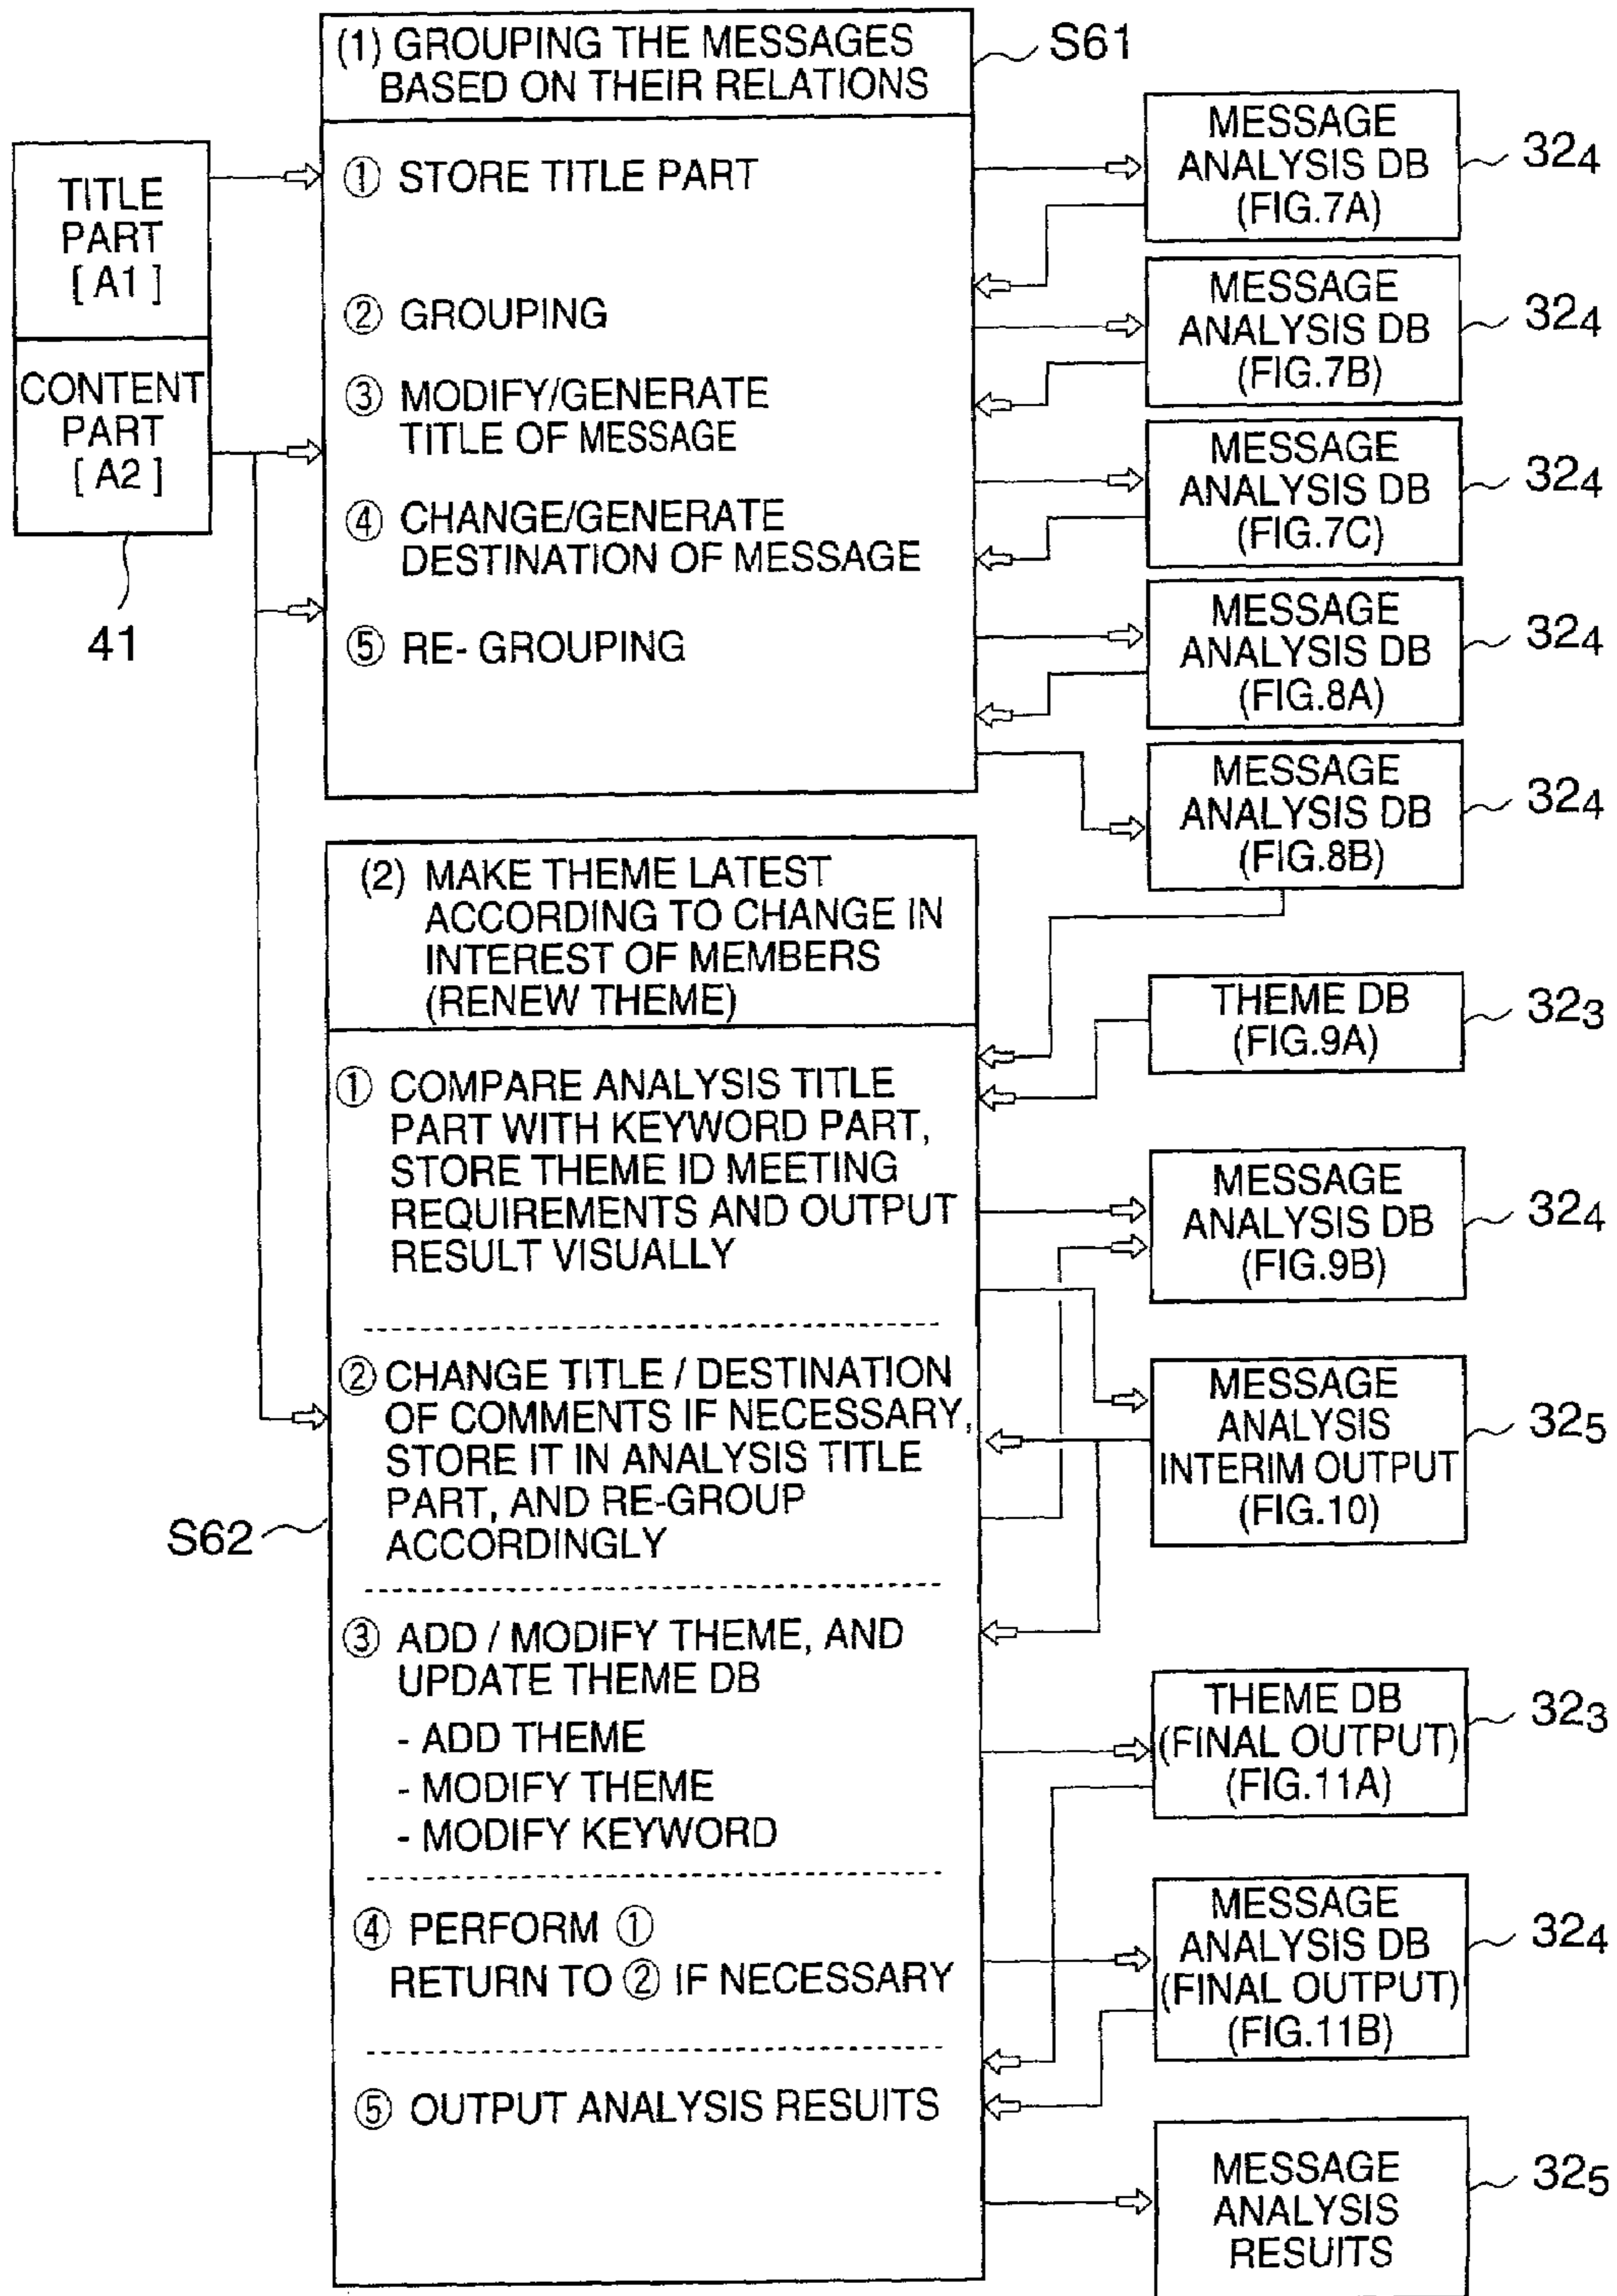 (1) GROUPING THE MESSAGES
BASED ON THEIR RELATIONS
S61
TITLE
PART
[ A1 ]
CONTENT
PART
[ A2 ]
41
① STORE TITLE PART
② GROUPING
③ MODIFY/GENERATE
TITLE OF MESSAGE
④ CHANGE/GENERATE
DESTINATION OF MESSAGE
⑤ RE- GROUPING
MESSAGE
ANALYSIS DB
(FIG.7A)
324
MESSAGE
ANALYSIS DB
(FIG.7B)
324
MESSAGE
ANALYSIS DB
(FIG.7C)
324
MESSAGE
ANALYSIS DB
(FIG.8A)
324
MESSAGE
ANALYSIS DB
(FIG.8B)
324
(2) MAKE THEME LATEST
ACCORDING TO CHANGE IN
INTEREST OF MEMBERS
(RENEW THEME)
① COMPARE ANALYSIS TITLE
PART WITH KEYWORD PART,
STORE THEME ID MEETING
REQUIREMENTS AND OUTPUT
RESULT VISUALLY
② CHANGE TITLE / DESTINATION
OF COMMENTS IF NECESSARY,
STORE IT IN ANALYSIS TITLE
PART, AND RE-GROUP
ACCORDINGLY
S62
③ ADD / MODIFY THEME, AND
UPDATE THEME DB
- ADD THEME
- MODIFY THEME
- MODIFY KEYWORD
④ PERFORM ①
RETURN TO ② IF NECESSARY
⑤ OUTPUT ANALYSIS RESUITS
THEME DB
(FIG.9A)
323
MESSAGE
ANALYSIS DB
(FIG.9B)
324
MESSAGE
ANALYSIS
INTERIM OUTPUT
(FIG.10)
325
THEME DB
(FINAL OUTPUT)
(FIG.11A)
323
MESSAGE
ANALYSIS DB
(FINAL OUTPUT)
(FIG.11B)
324
MESSAGE
ANALYSIS
RESUITS
325